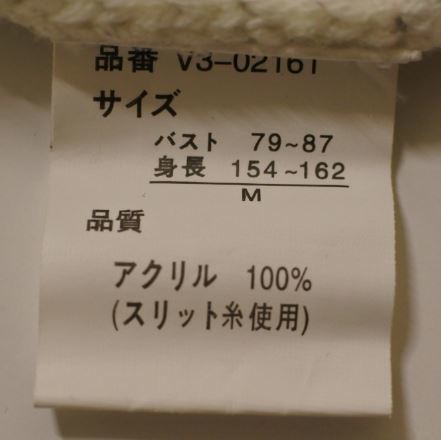 品番 V3-02161
サイズ
バスト 79~87
身長 154~162
M
品質
アクリル 100%
(スリット糸使用)